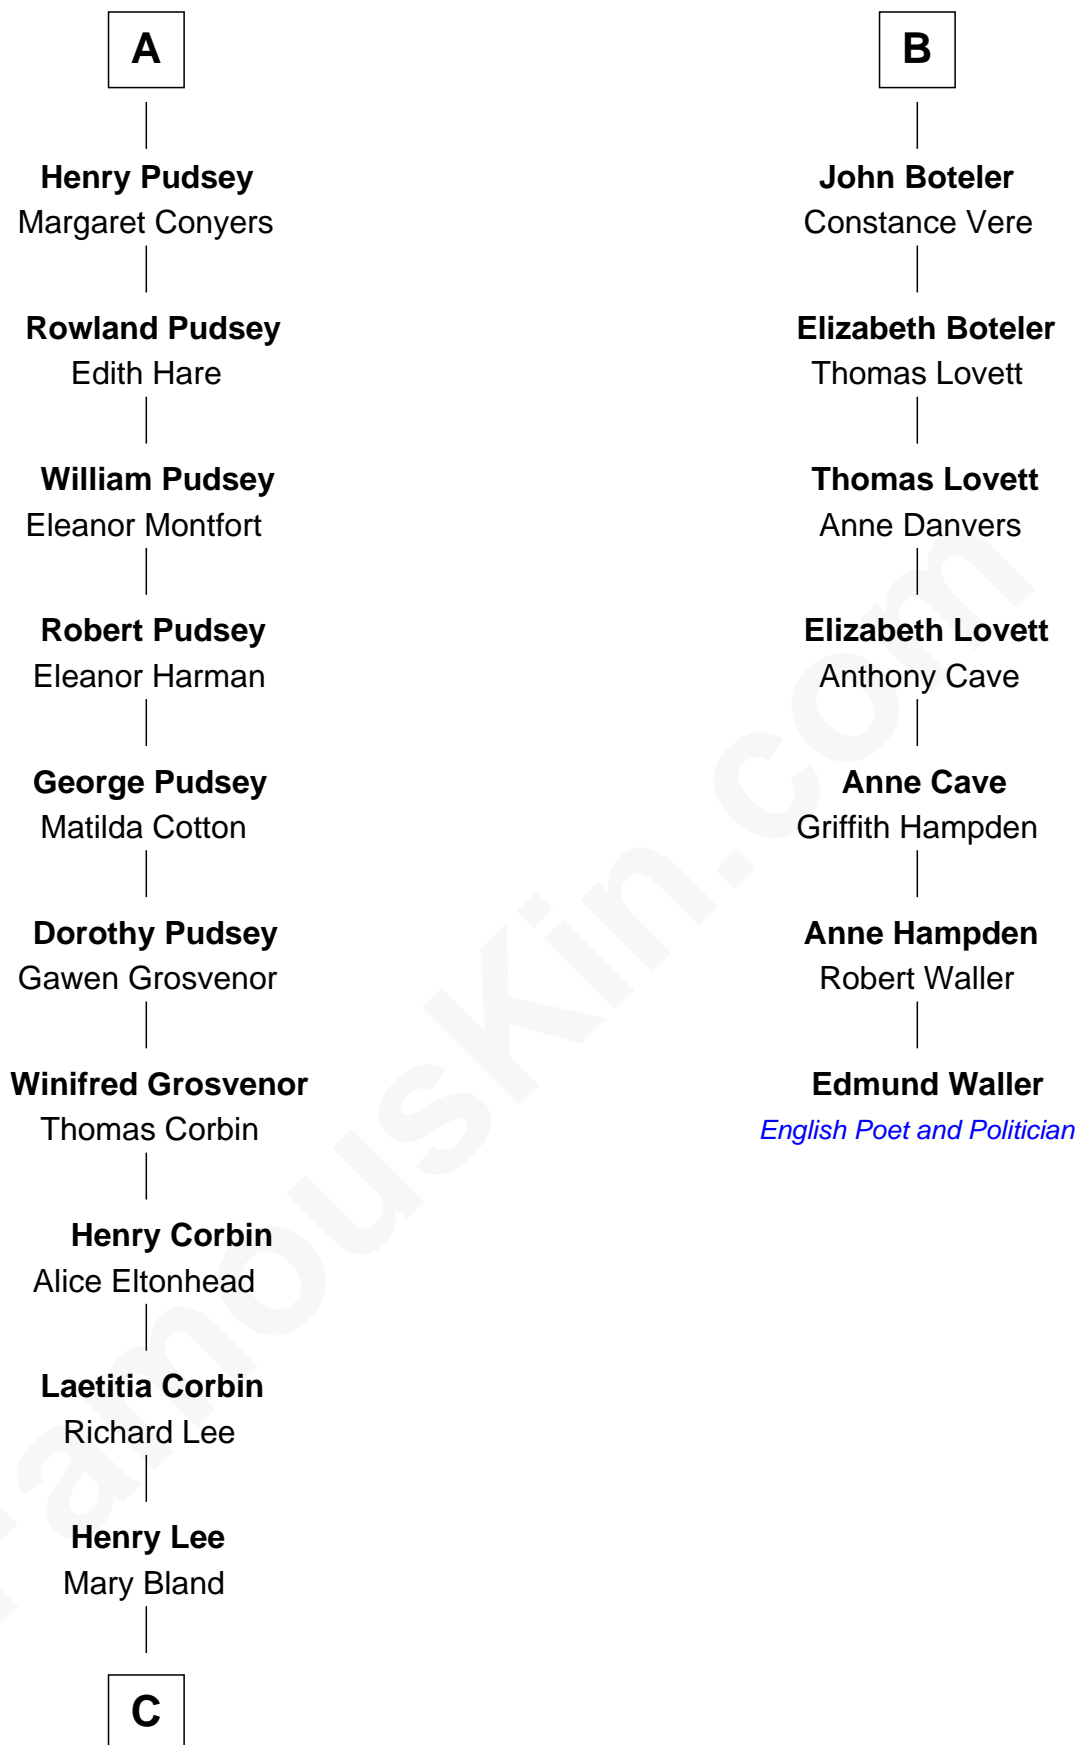 A
Henry Pudsey
Margaret Conyers
Rowland Pudsey
Edith Hare
William Pudsey
Eleanor Montfort
Robert Pudsey
Eleanor Harman
George Pudsey
Matilda Cotton
Dorothy Pudsey
Gawen Grosvenor
Winifred Grosvenor
Thomas Corbin
Henry Corbin
Alice Eltonhead
Laetitia Corbin
Richard Lee
Henry Lee
Mary Bland
C
B
John Boteler
Constance Vere
Elizabeth Boteler
Thomas Lovett
Thomas Lovett
Anne Danvers
Elizabeth Lovett
Anthony Cave
Anne Cave
Griffith Hampden
Anne Hampden
Robert Waller
Edmund Waller
English Poet and Politician
FamousKin.com